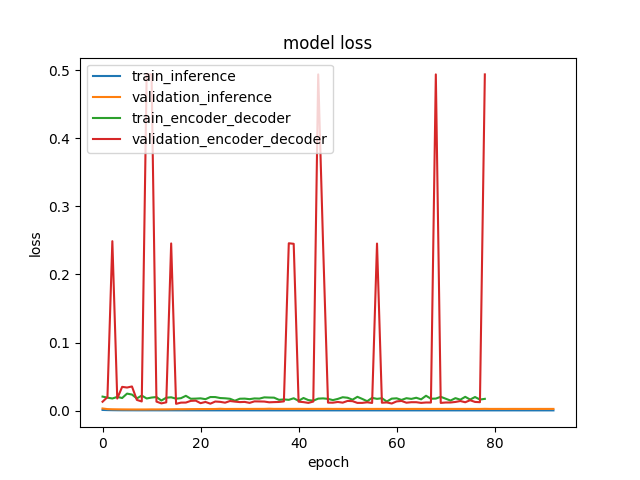 model loss
train_inference
validation_inference
train_encoder_decoder
validation_encoder_decoder
0.5
0.4
0.3
0.2
0.1
0.0
loss
0 20 40 60 80
epoch